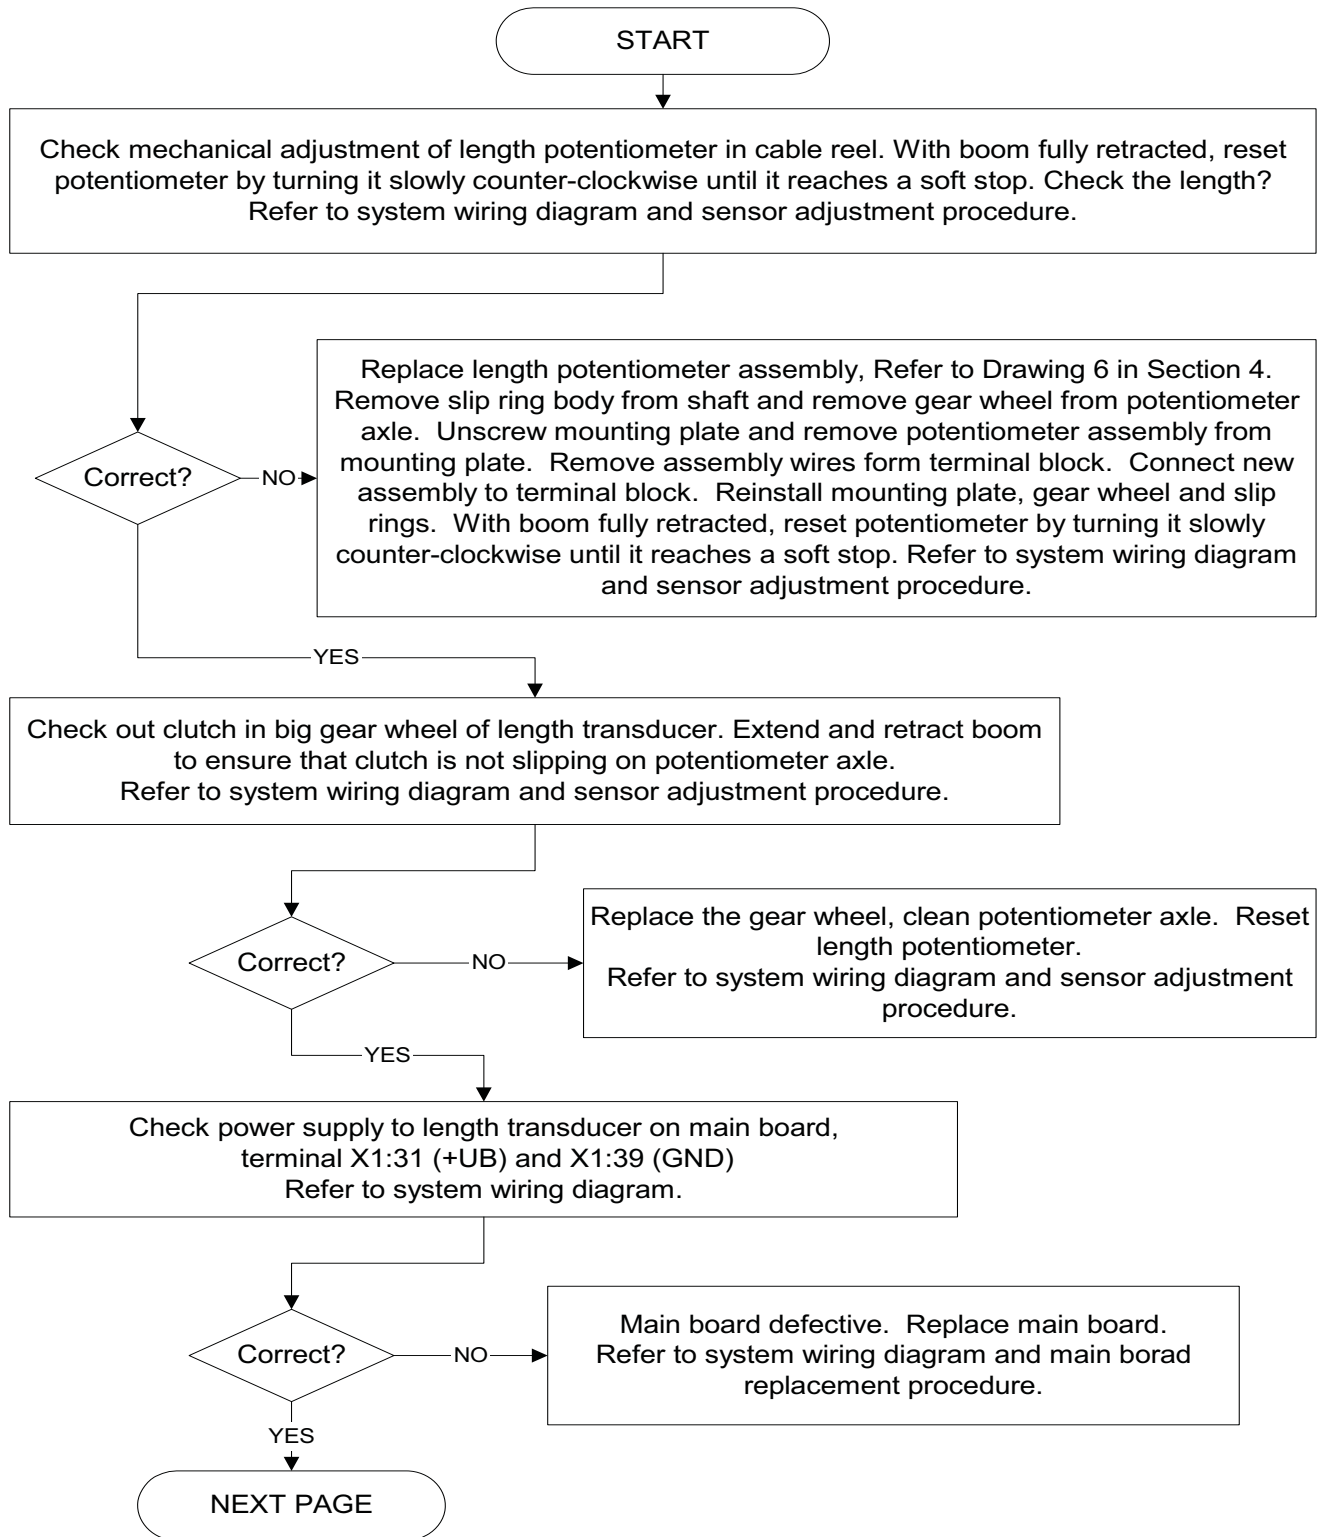 START
Check mechanical adjustment of length potentiometer in cable reel. With boom fully retracted, reset
potentiometer by turning it slowly counter-clockwise until it reaches a soft stop. Check the length?
Refer to system wiring diagram and sensor adjustment procedure.
Replace length potentiometer assembly, Refer to Drawing 6 in Section 4.
Remove slip ring body from shaft and remove gear wheel from potentiometer
axle.  Unscrew mounting plate and remove potentiometer assembly from
mounting plate.  Remove assembly wires form terminal block.  Connect new
assembly to terminal block.  Reinstall mounting plate, gear wheel and slip
rings.  With boom fully retracted, reset potentiometer by turning it slowly
counter-clockwise until it reaches a soft stop. Refer to system wiring diagram
and sensor adjustment procedure.
Correct?
NO
YES
Check out clutch in big gear wheel of length transducer. Extend and retract boom
to ensure that clutch is not slipping on potentiometer axle.
Refer to system wiring diagram and sensor adjustment procedure.
Replace the gear wheel, clean potentiometer axle.  Reset
length potentiometer.
Refer to system wiring diagram and sensor adjustment
procedure.
Correct?
NO
YES
Check power supply to length transducer on main board,
terminal X1:31 (+UB) and X1:39 (GND)
Refer to system wiring diagram.
Main board defective.  Replace main board.
Refer to system wiring diagram and main borad
replacement procedure.
Correct?
NO
YES
NEXT PAGE